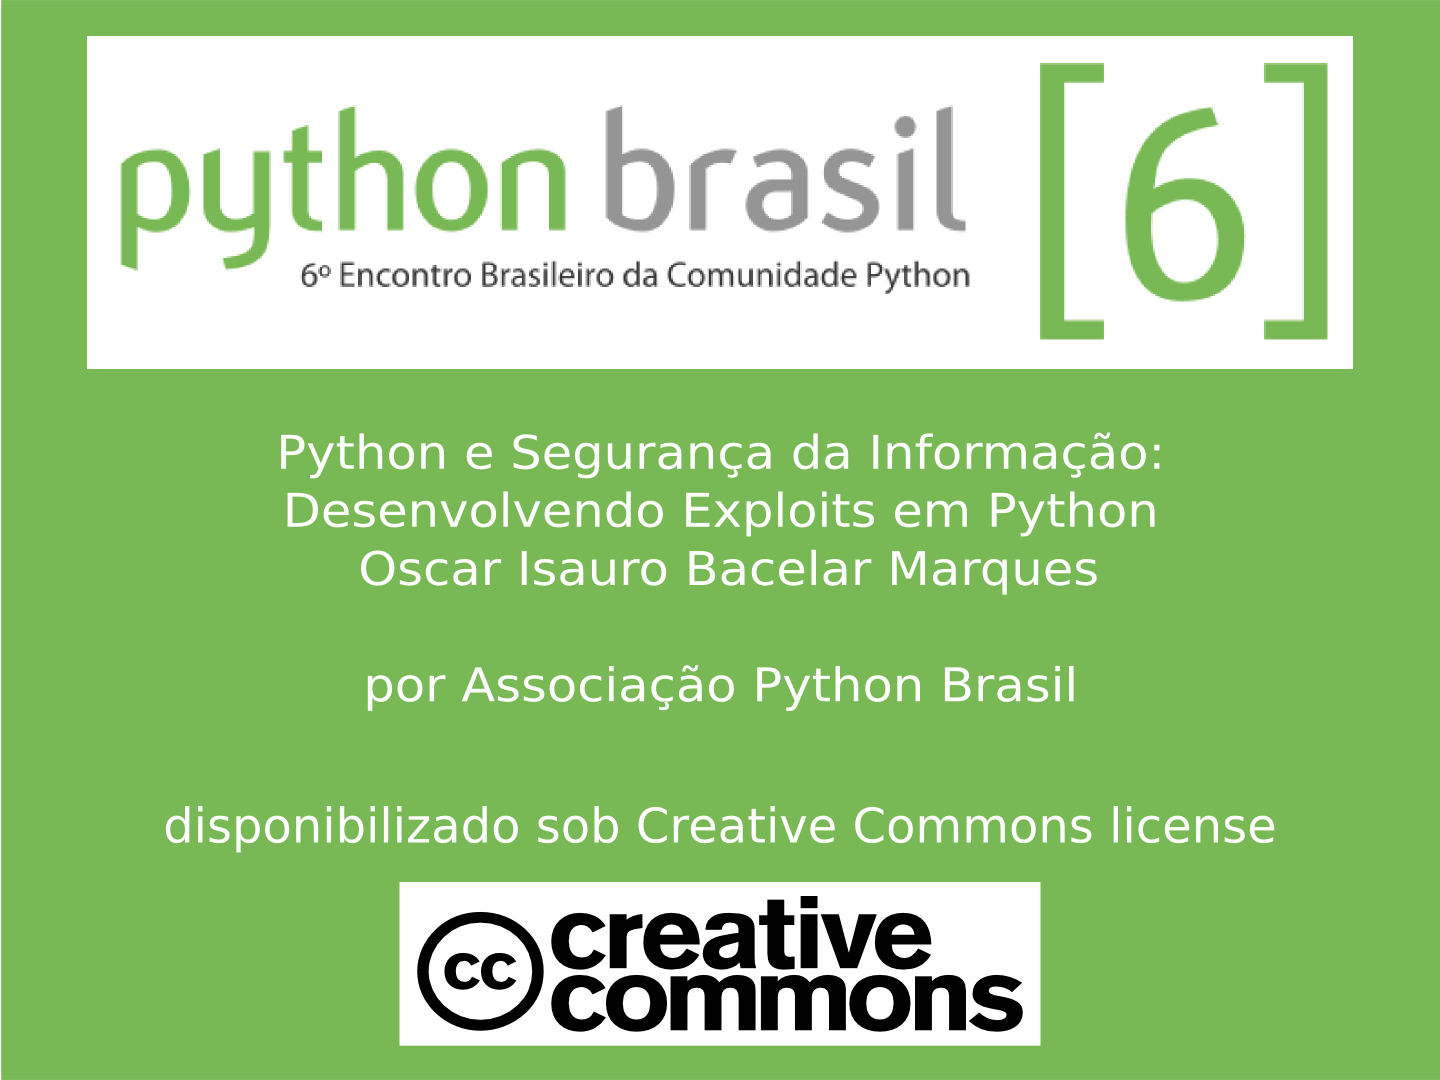 python brasil [6]
6º Encontro Brasileiro da Comunidade Python
Python e Segurança da Informação:
Desenvolvendo Exploits em Python
Oscar Isauro Bacelar Marques
por Associação Python Brasil
disponibilizado sob Creative Commons license
cc creative
commons